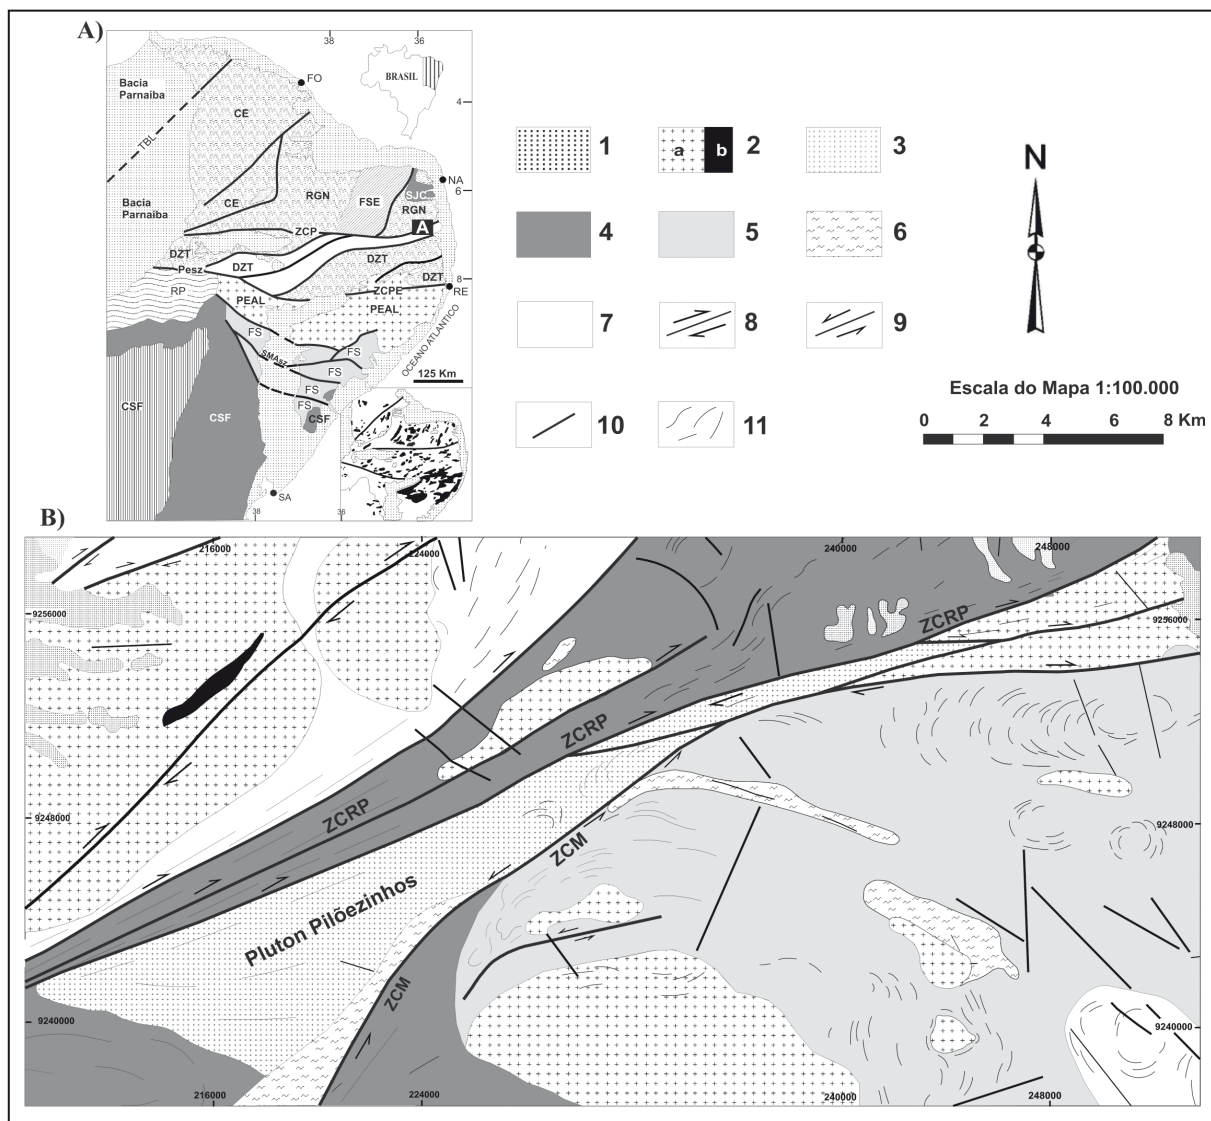 A)
38
36
BRASIL
FO
Bacia
Parnaíba
CE
TBL
4
NA
SJC
6
RGN
FSE
RGN
Bacia
Parnaíba
CE
ZCP
A
DZT
DZT
Pesz
DZT
DZT
8
RP
ZCPE
RE
PEAL
PEAL
FS
FS
SMASZ
FS
FS
OCEANO ATLANTICO
125 Km
CSF
CSF
CSF
SA
38
36
1
a
b
2
3
4
5
6
7
8
9
10
11
N
Escala do Mapa 1:100.000
0 2 4 6 8 Km
B)
216000
224000
240000
248000
9256000
9256000
ZCRP
ZCRP
ZCRP
9248000
9248000
ZCM
Pluton Pilõezinhos
ZCM
9240000
9240000
216000
224000
240000
248000